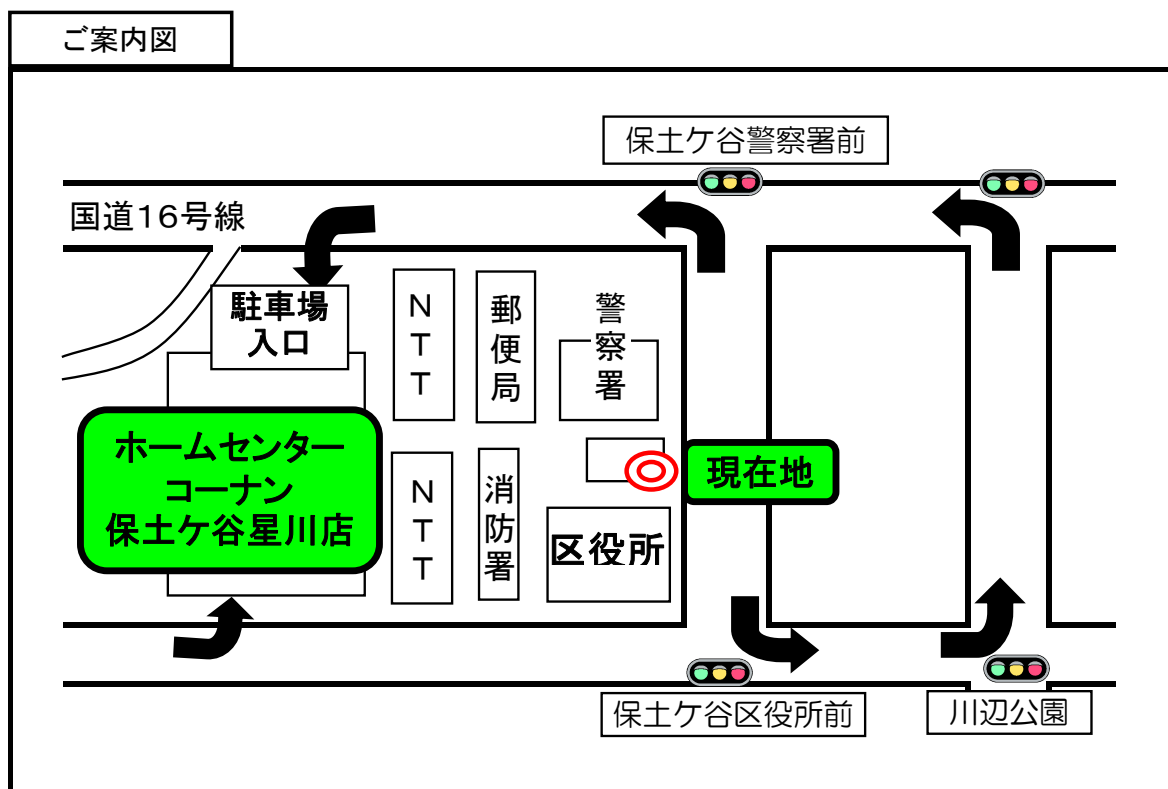 ご案内図
保土ケ谷警察署前
国道16号線
駐車場
入口
NTT
郵便局
警察署
ホームセンター
コーナン
保土ケ谷星川店
現在地
NTT
消防署
区役所
保土ケ谷区役所前
川辺公園